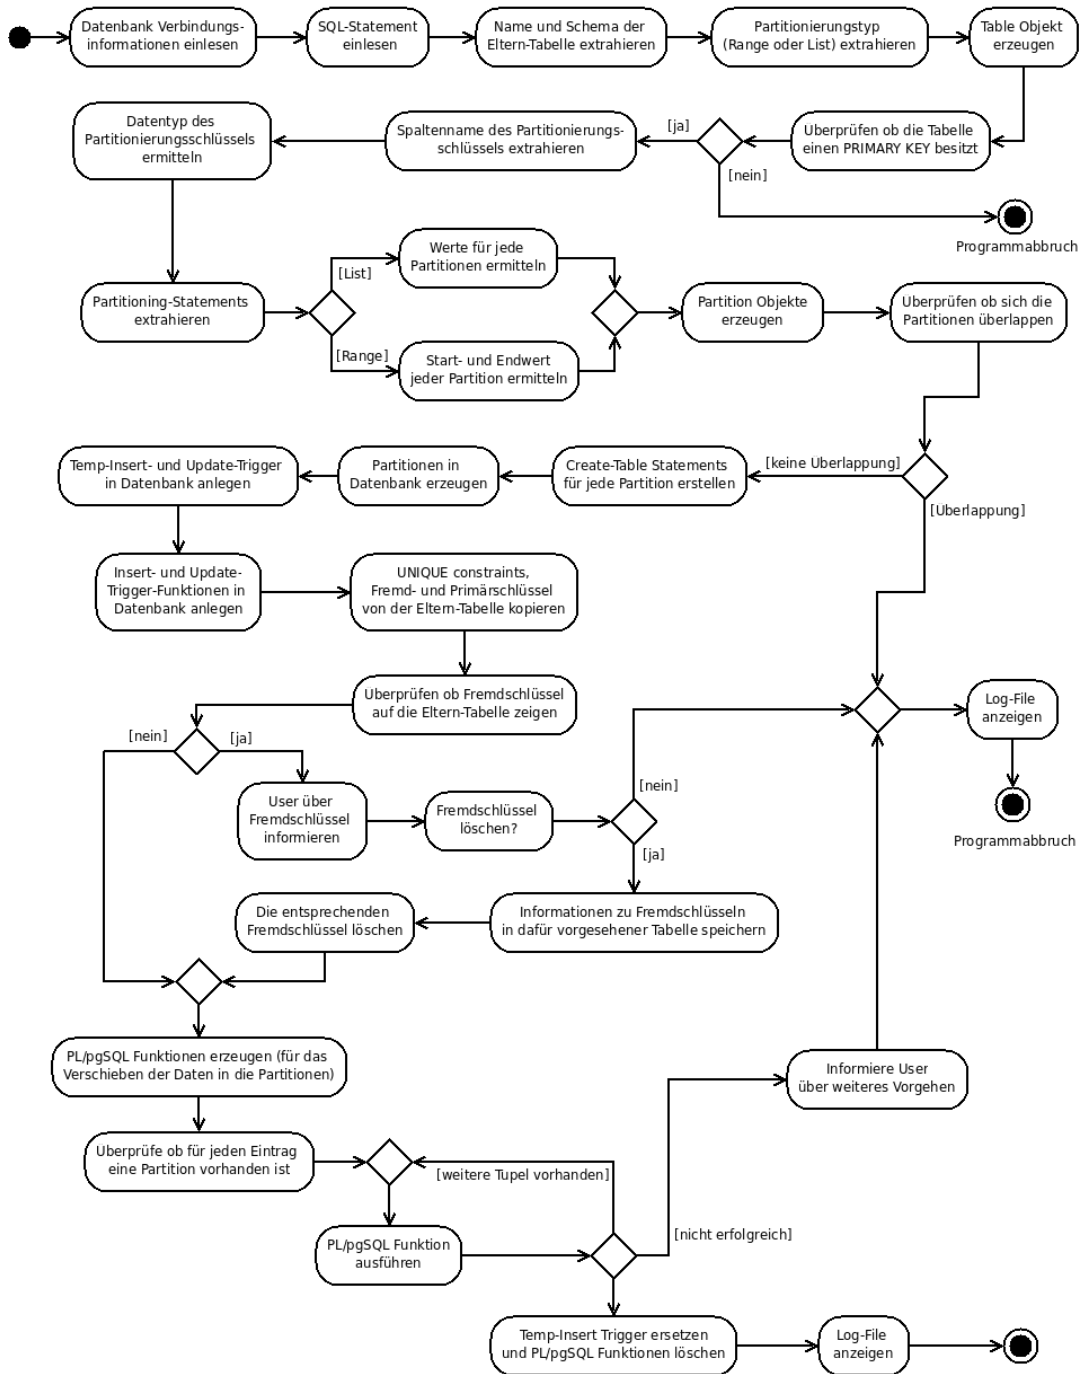 Datenbank Verbindungs-
informationen einlesen
SQL-Statement
einlesen
Name und Schema der
Eltern-Tabelle extrahieren
Partitionierungstyp
(Range oder List) extrahieren
Table Objekt
erzeugen
Datentyp des
Partitionierungsschlüssels
ermitteln
Spaltenname des Partitionierungs-
schlüssels extrahieren
[ja]
[nein]
Überprüfen ob die Tabelle
einen PRIMARY KEY besitzt
Programmabbruch
Partitioning-Statements
extrahieren
[List]
[Range]
Werte für jede
Partitionen ermitteln
Start- und Endwert
jeder Partition ermitteln
Partition Objekte
erzeugen
Überprüfen ob sich die
Partitionen überlappen
Temp-Insert- und Update-Trigger
in Datenbank anlegen
Partitionen in
Datenbank erzeugen
Create-Table Statements
für jede Partition erstellen
[keine Überlappung]
[Überlappung]
Insert- und Update-
Trigger-Funktionen in
Datenbank anlegen
UNIQUE constraints,
Fremd- und Primärschlüssel
von der Eltern-Tabelle kopieren
Überprüfen ob Fremdschlüssel
auf die Eltern-Tabelle zeigen
[nein]
[ja]
User über
Fremdschlüssel
informieren
Fremdschlüssel
löschen?
[nein]
[ja]
Log-File
anzeigen
Programmabbruch
Die entsprechenden
Fremdschlüssel löschen
Informationen zu Fremdschlüsseln
in dafür vorgesehener Tabelle speichern
PL/pgSQL Funktionen erzeugen (für das
Verschieben der Daten in die Partitionen)
Informiere User
über weiteres Vorgehen
Überprüfe ob für jeden Eintrag
eine Partition vorhanden ist
[weitere Tupel vorhanden]
PL/pgSQL Funktion
ausführen
[nicht erfolgreich]
Temp-Insert Trigger ersetzen
und PL/pgSQL Funktionen löschen
Log-File
anzeigen